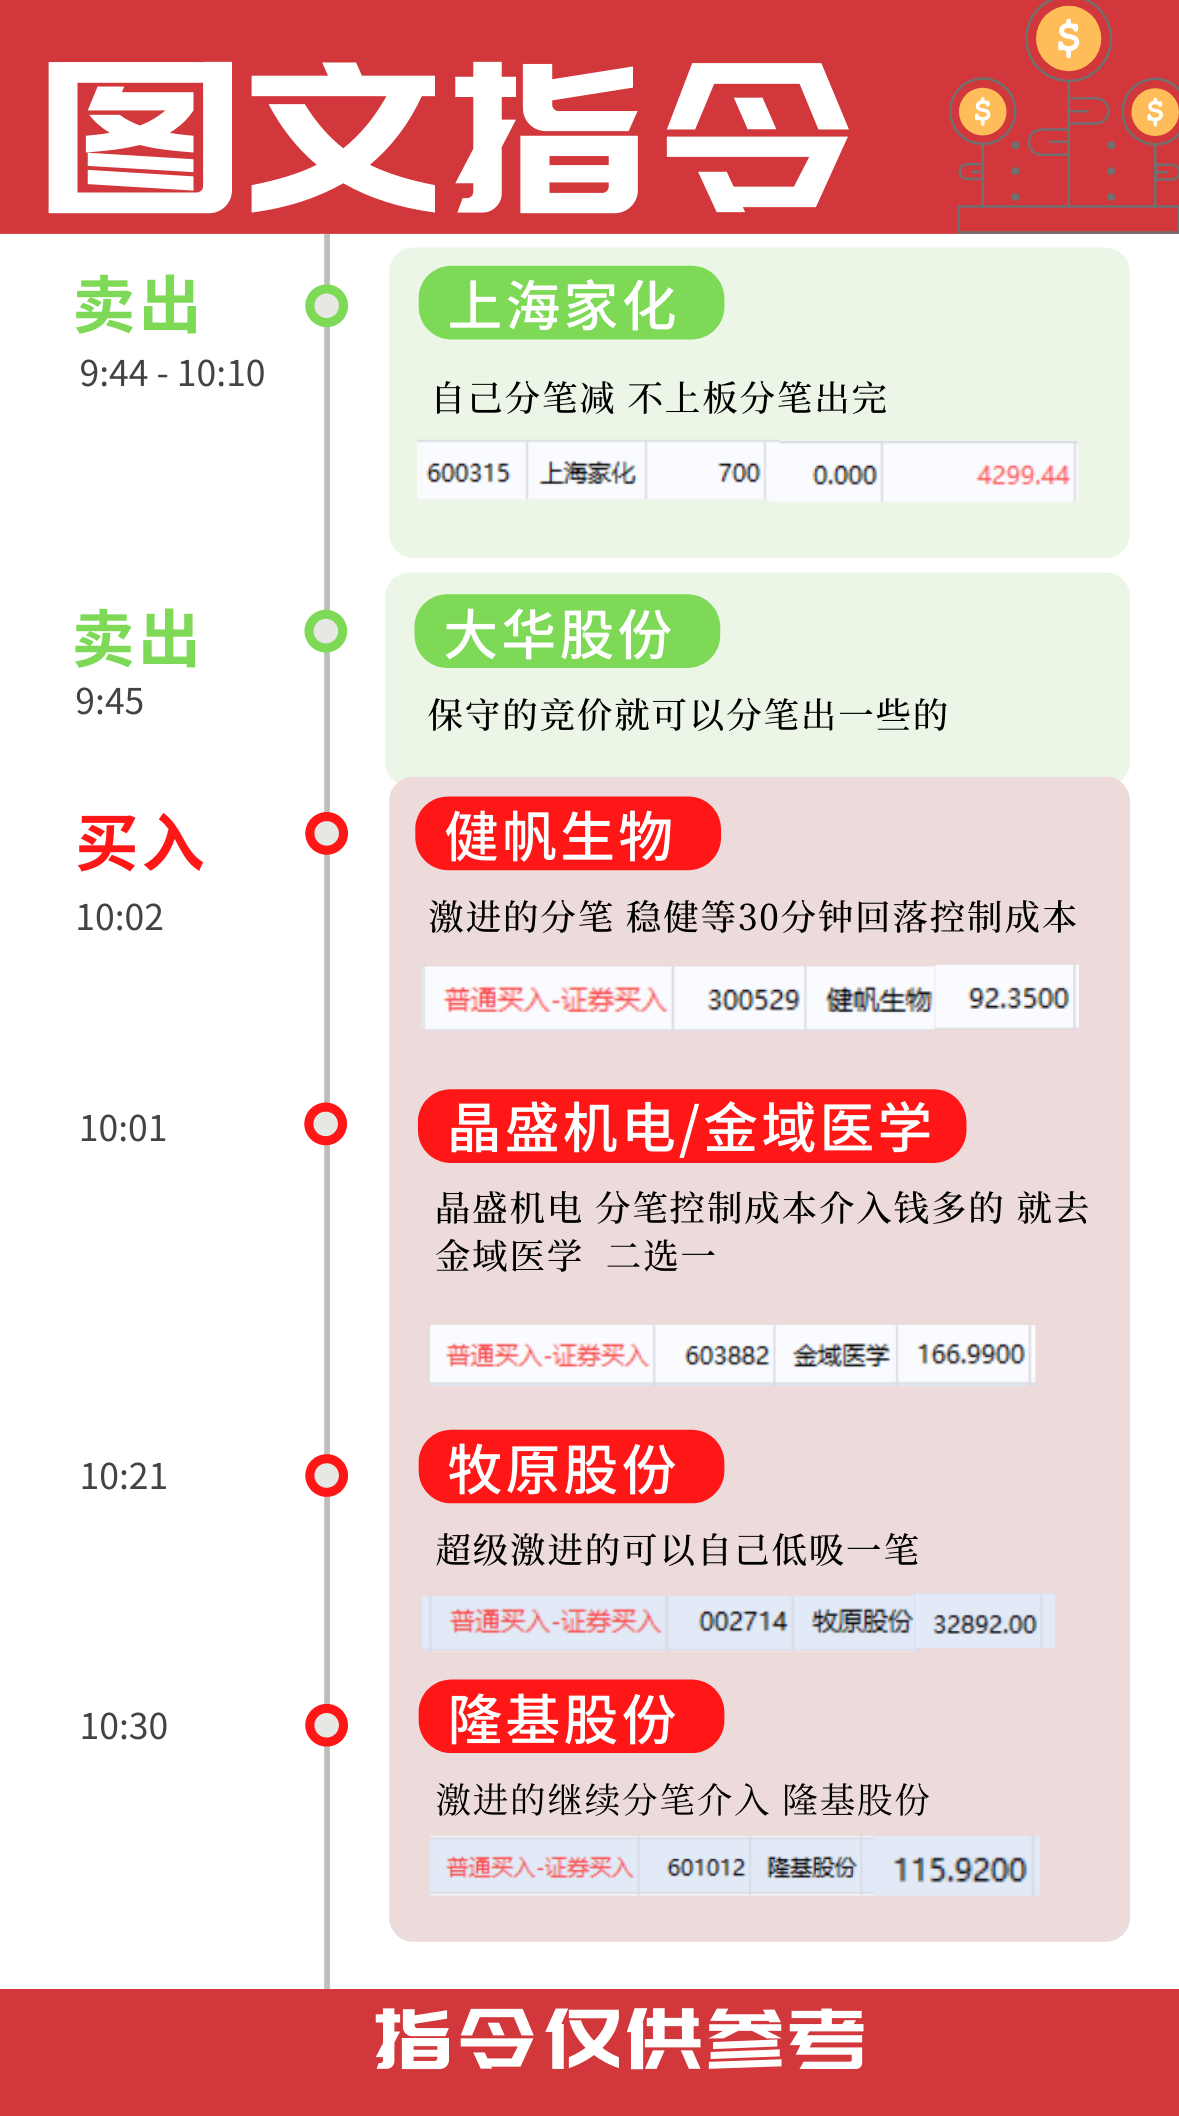 图文指令
卖出
9:44 - 10:10
上海家化
自己分笔减 不上板分笔出完
600315 上海家化 700 0.000 4299.44
卖出
9:45
大华股份
保守的竞价就可以分笔出一些的
买入
10:02
健帆生物
激进的分笔 稳健等30分钟回落控制成本
普通买入-证券买入 300529 健帆生物 92.3500
10:01
晶盛机电/金域医学
晶盛机电 分笔控制成本介入钱多的 就去
金域医学 二选一
普通买入-证券买入 603882 金域医学 166.9900
10:21
牧原股份
超级激进的可以自己低吸一笔
普通买入-证券买入 002714 牧原股份 32892.00
10:30
隆基股份
激进的继续分笔介入 隆基股份
普通买入-证券买入 601012 隆基股份 115.9200
指令仅供参考